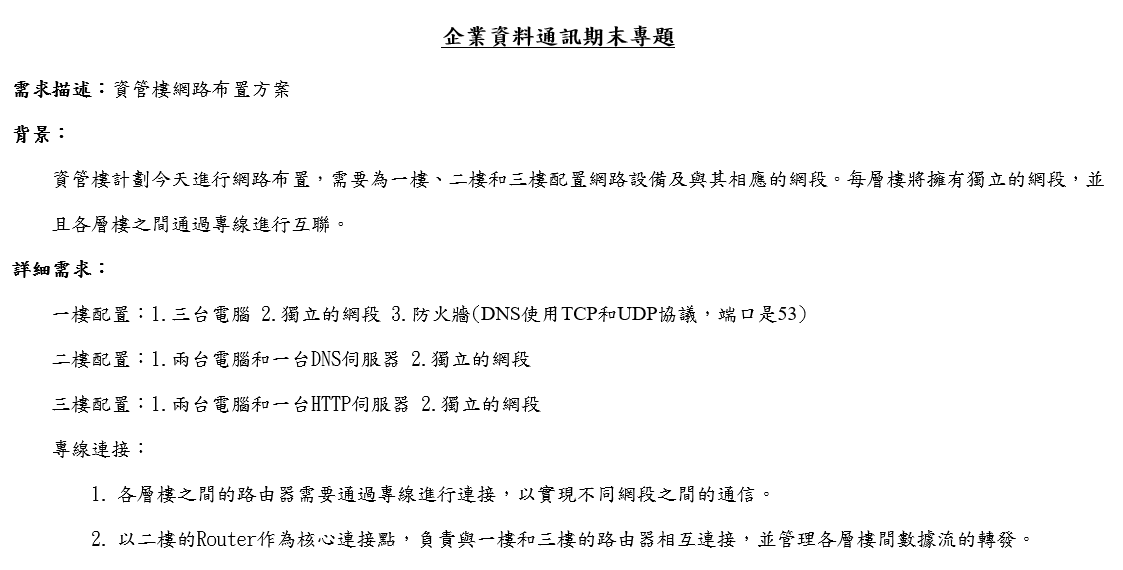 企業資料通訊期末專題
需求描述：資管樓網路布置方案
背景：
資管樓計劃今天進行網路布置，需要為一樓、二樓和三樓配置網路設備及與其相應的網段。每層樓將擁有獨立的網段，並
且各層樓之間通過專線進行互聯。
詳細需求：
一樓配置：1.三台電腦 2.獨立的網段 3.防火牆(DNS使用TCP和UDP協議，端口是53)
二樓配置：1.兩台電腦和一台DNS伺服器 2.獨立的網段
三樓配置：1.兩台電腦和一台HTTP伺服器 2.獨立的網段
專線連接：
1. 各層樓之間的路由器需要通過專線進行連接，以實現不同網段之間的通信。
2. 以二樓的Router作為核心連接點，負責與一樓和三樓的路由器相互連接，並管理各層樓間數據流的轉發。